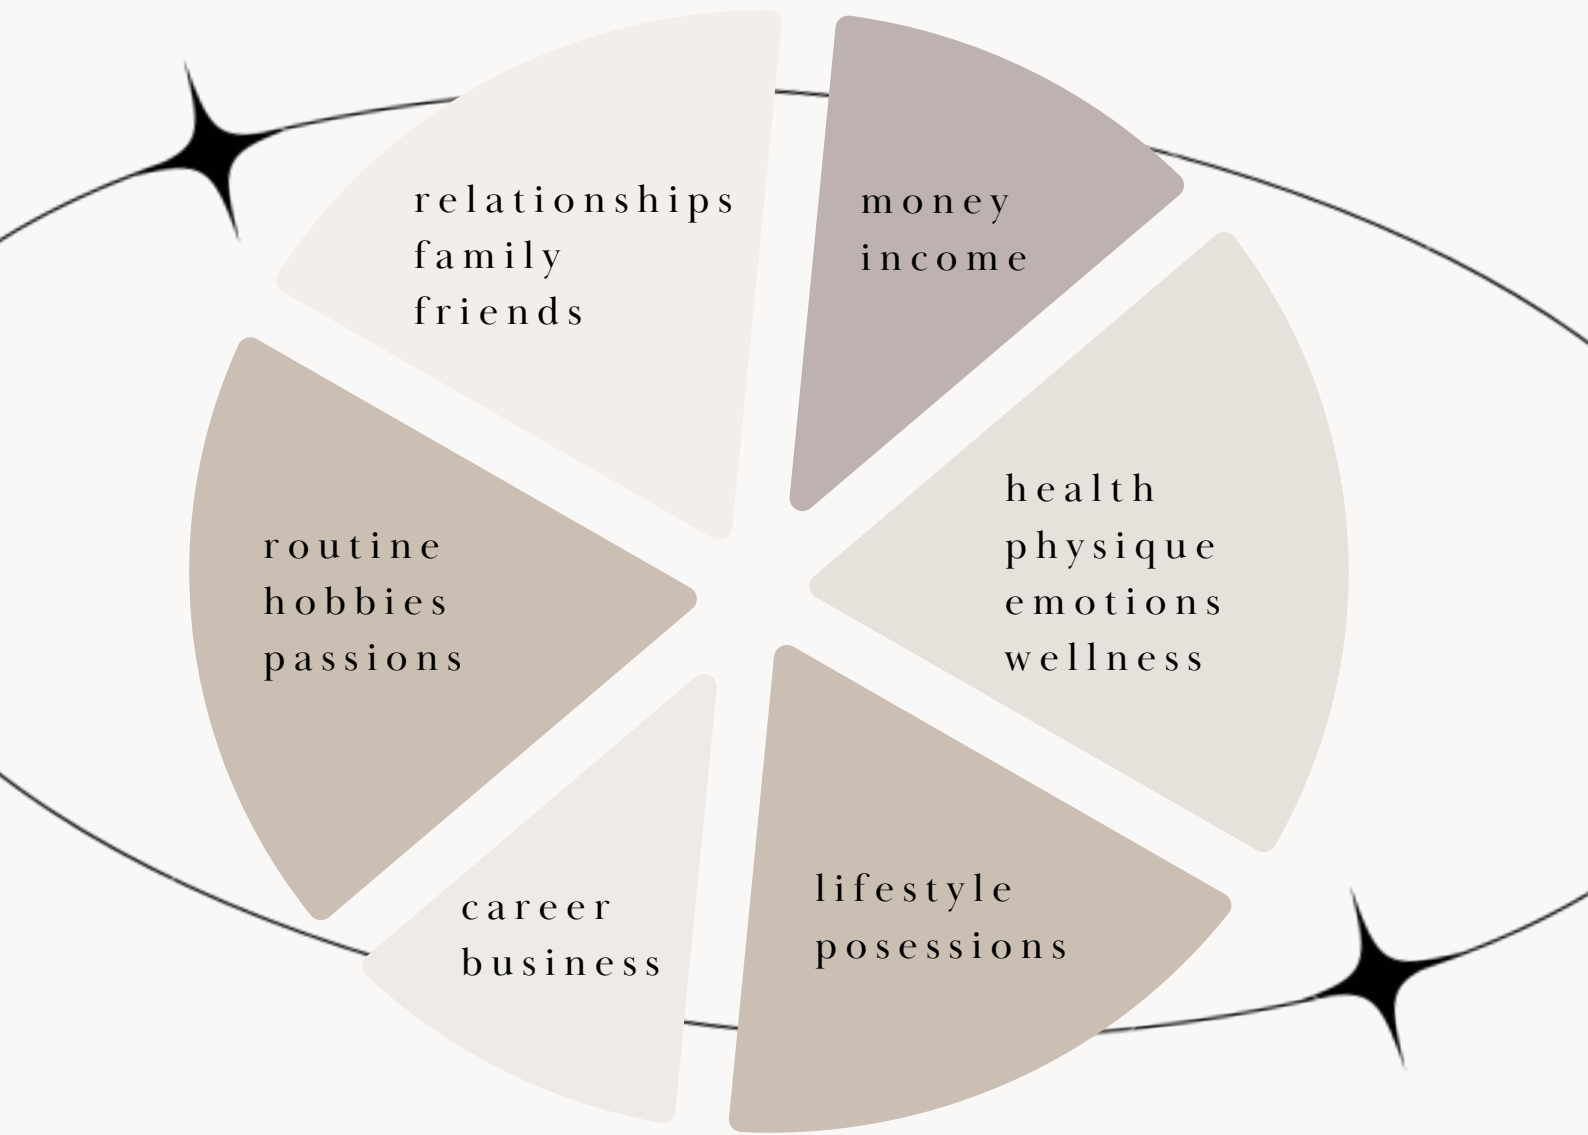 relationships
family
friends
money
income
health
physique
emotions
wellness
routine
hobbies
passions
career
business
lifestyle
posessions